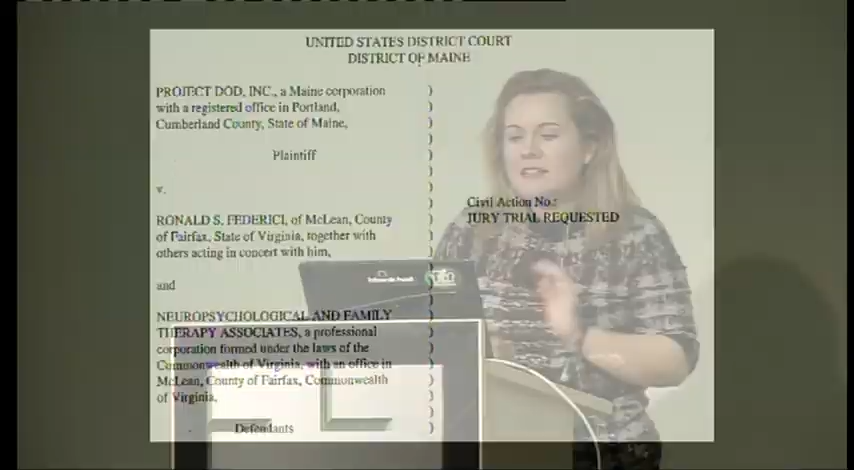 UNITED STATES DISTRICT COURT
DISTRICT OF MAINE
PROJECT DOD, INC., a Maine corporation
with a registered office in Portland,
Cumberland County, State of Maine,
Plaintiff
v.
Civil Action No.:
JURY TRIAL REQUESTED
RONALD S. FEDERICI, of McLean, County
of Fairfax, State of Virginia, together with
others acting in concert with him,
and
NEUROPSYCHOLOGICAL AND FAMILY
THERAPY ASSOCIATES, a professional
corporation formed under the laws of the
Commonwealth of Virginia, with an office in
McLean, County of Fairfax, Commonwealth
of Virginia,
Defendants